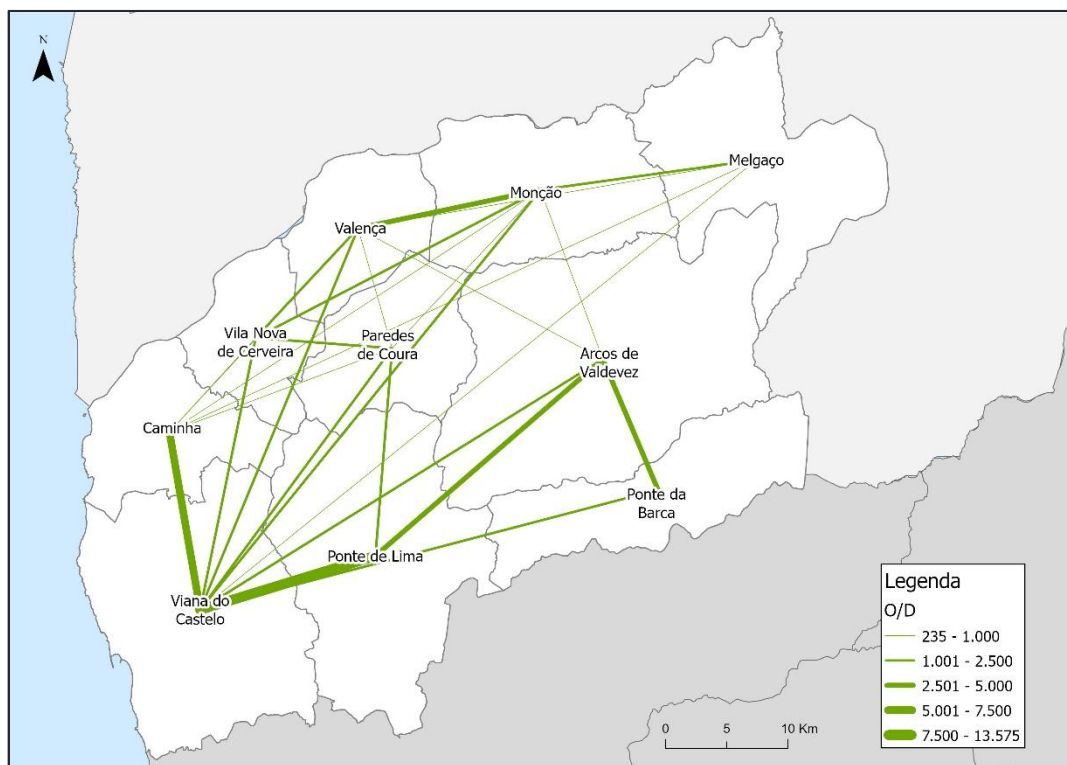 N
Melgaço
Monção
Valença
Vila Nova
de Cerveira
Paredes
de Coura
Arcos de
Valdevez
Caminha
Ponte da
Barca
Ponte de Lima
Viana do
Castelo
Legenda
O/D
235 - 1.000
1.001 - 2.500
2.501 - 5.000
5.001 - 7.500
7.500 - 13.575
0 5 10 Km